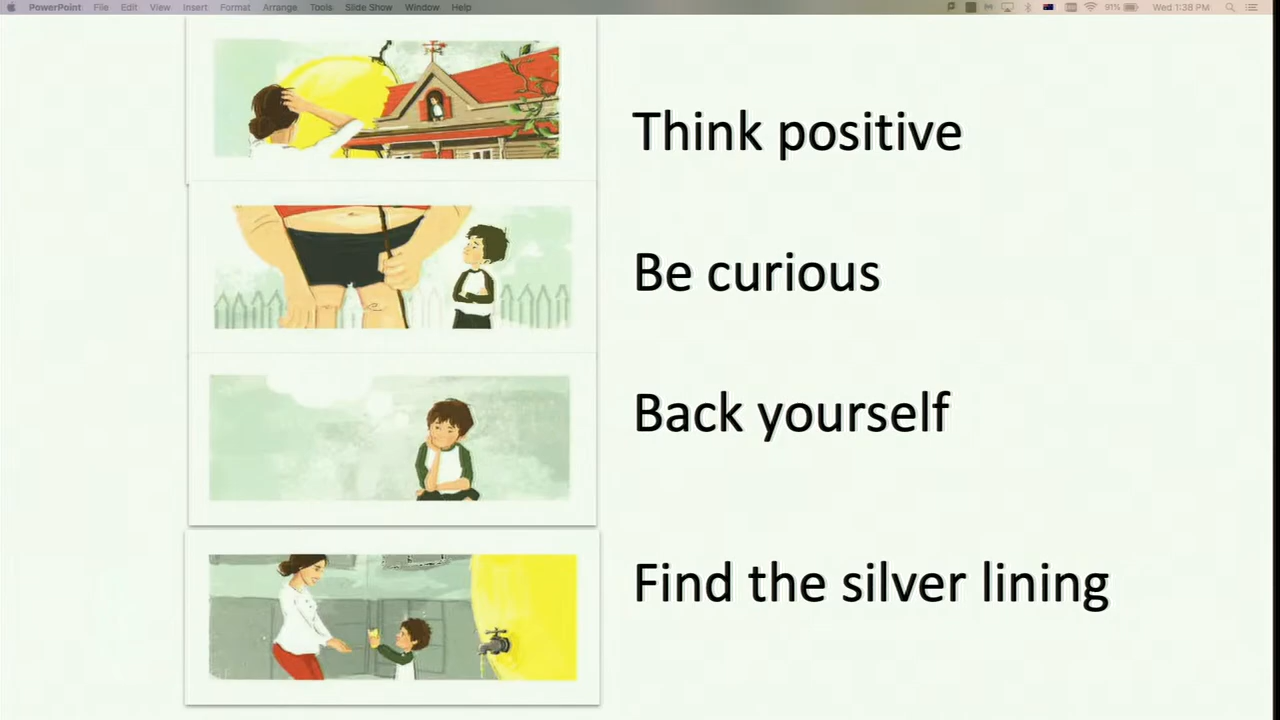 PowerPoint File Edit View Insert Format Arrange Tools Slide Show Window Help 91% Wed 1:38 PM
Think positive
Be curious
Back yourself
Find the silver lining